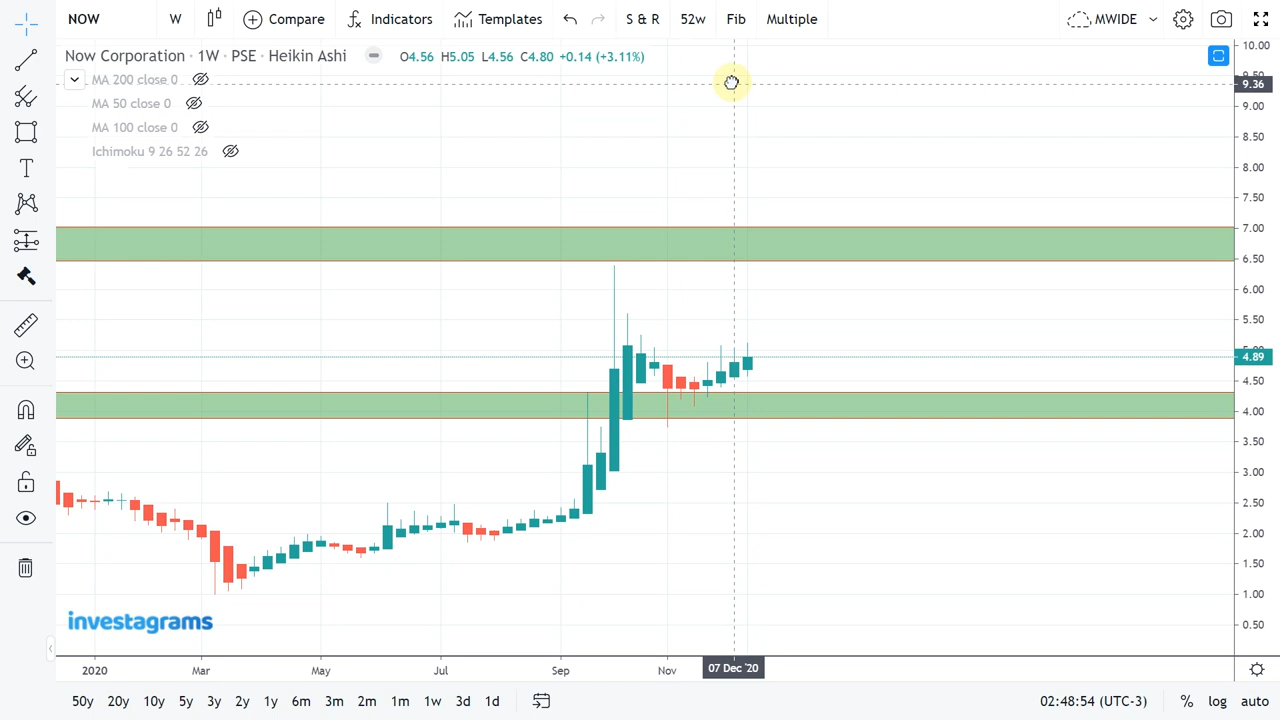 NOW W Compare Indicators Templates S & R 52w Fib Multiple MWIDE
Now Corporation · 1W · PSE · Heikin Ashi O4.56 H5.05 L4.56 C4.80 +0.14 (+3.11%)
MA 200 close 0
MA 50 close 0
MA 100 close 0
Ichimoku 9 26 52 26
10.00
9.36
9.00
8.50
8.00
7.50
7.00
6.50
6.00
5.50
4.89
4.50
4.00
3.50
3.00
2.50
2.00
1.50
1.00
0.50
investagrams
2020 Mar May Jul Sep Nov 07 Dec '20
50y 20y 10y 5y 3y 2y 1y 6m 3m 2m 1m 1w 3d 1d 02:48:54 (UTC-3) % log auto